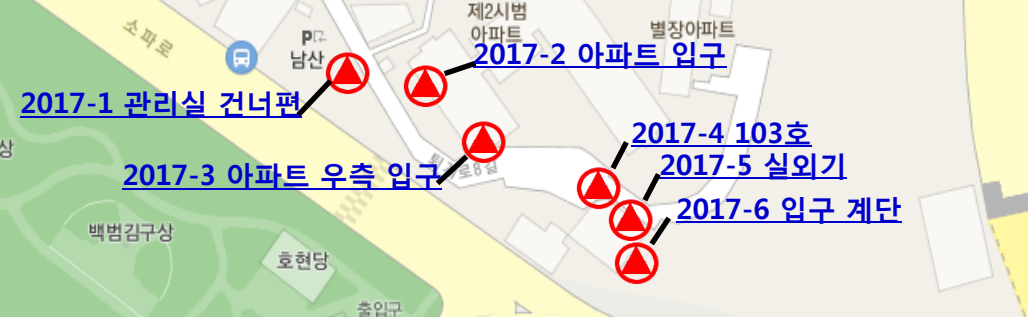 제2시범
아파트
별장아파트
소파로
P
남산
2017-2 아파트 입구
2017-1 관리실 건너편
2017-4 103호
2017-5 실외기
2017-3 아파트 우측 입구
로8길
2017-6 입구 계단
상
백범김구상
호현당
출입구